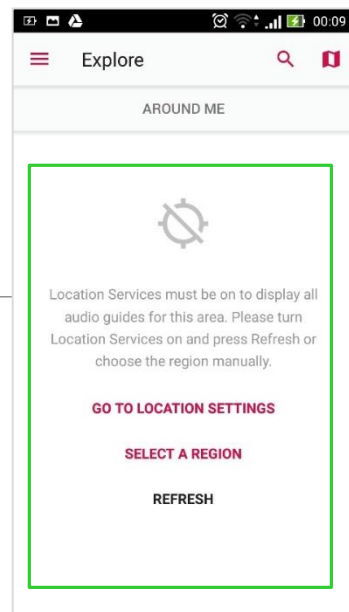 00:09
Explore
AROUND ME
Location Services must be on to display all
audio guides for this area. Please turn
Location Services on and press Refresh or
choose the region manually.
GO TO LOCATION SETTINGS
SELECT A REGION
REFRESH